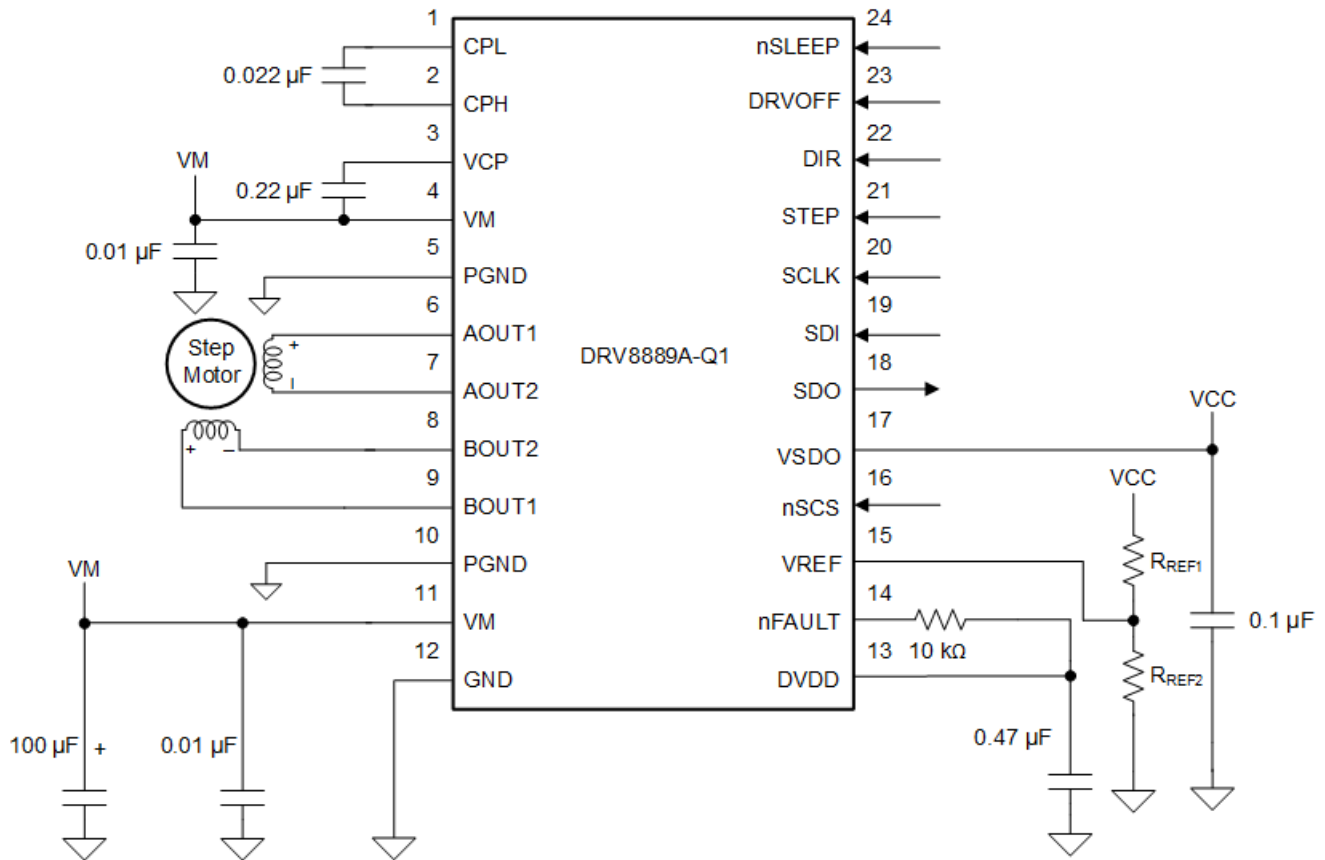 1
CPL
0.022 µF
2
CPH
3
VCP
VM
0.22 µF
4
VM
0.01 µF
5
PGND
6
AOUT1
+
Step
Motor
7
–
AOUT2
8
+ –
BOUT2
9
BOUT1
10
PGND
VM
11
VM
12
GND
100 µF +
0.01 µF
DRV8889A-Q1
24
nSLEEP
23
DRVOFF
22
DIR
21
STEP
20
SCLK
19
SDI
18
SDO
17
VCC
VSDO
16
VCC
nSCS
15
VREF
RREF1
14
nFAULT
10 kΩ
0.1 µF
13
DVDD
RREF2
0.47 µF